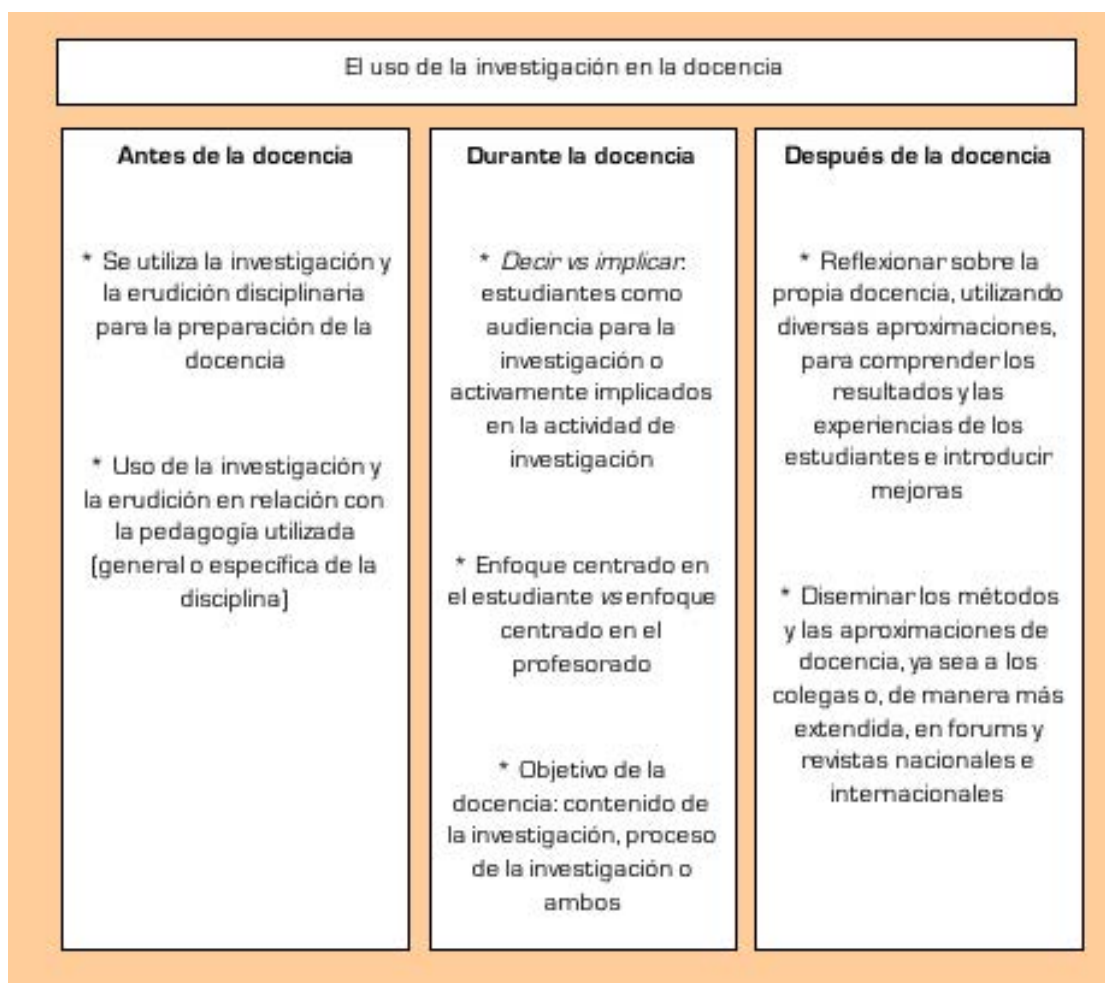 El uso de la investigación en la docencia
Antes de la docencia
* Se utiliza la investigación y
la erudición disciplinaria
para la preparación de la
docencia
* Uso de la investigación y
la erudición en relación con
la pedagogía utilizada
(general o específica de la
disciplina)
Durante la docencia
* Decir vs implicar:
estudiantes como
audiencia para la
investigación o
activamente implicados
en la actividad de
investigación
* Enfoque centrado en
el estudiante vs enfoque
centrado en el
profesorado
* Objetivo de la
docencia: contenido de
la investigación, proceso
de la investigación o
ambos
Después de la docencia
* Reflexionar sobre la
propia docencia, utilizando
diversas aproximaciones,
para comprender los
resultados y las
experiencias de los
estudiantes e introducir
mejoras
* Diseminar los métodos
y las aproximaciones de
docencia, ya sea a los
colegas o, de manera más
extendida, en forums y
revistas nacionales e
internacionales